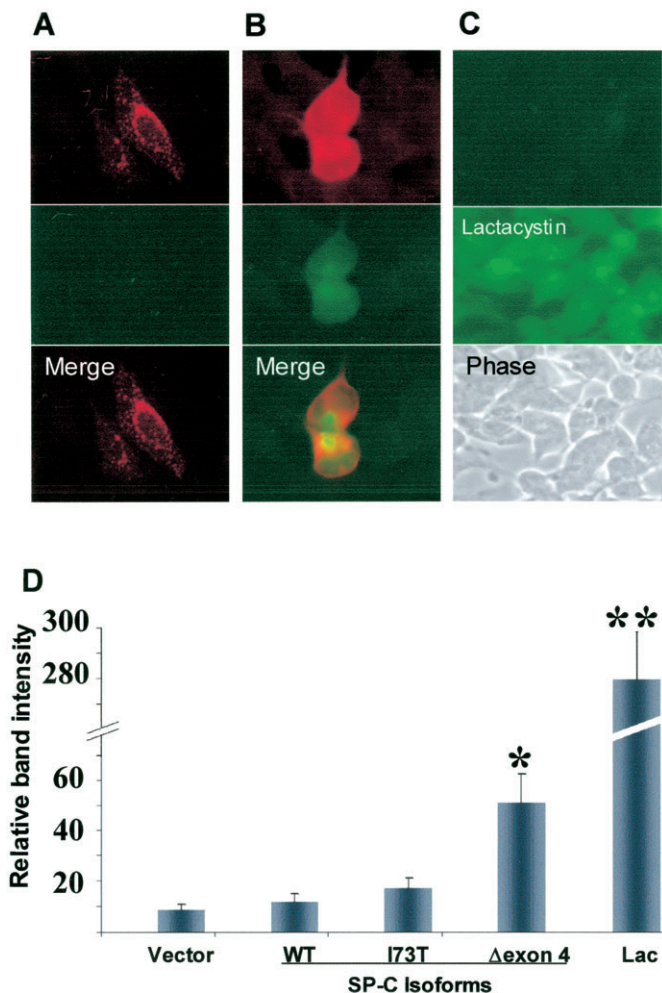 A B C
Lactacystin
Merge Merge Phase
D
Relative band intensity
300
280
60
40
20
*
**
Vector WT I73T Δexon 4 Lac
SP-C Isoforms